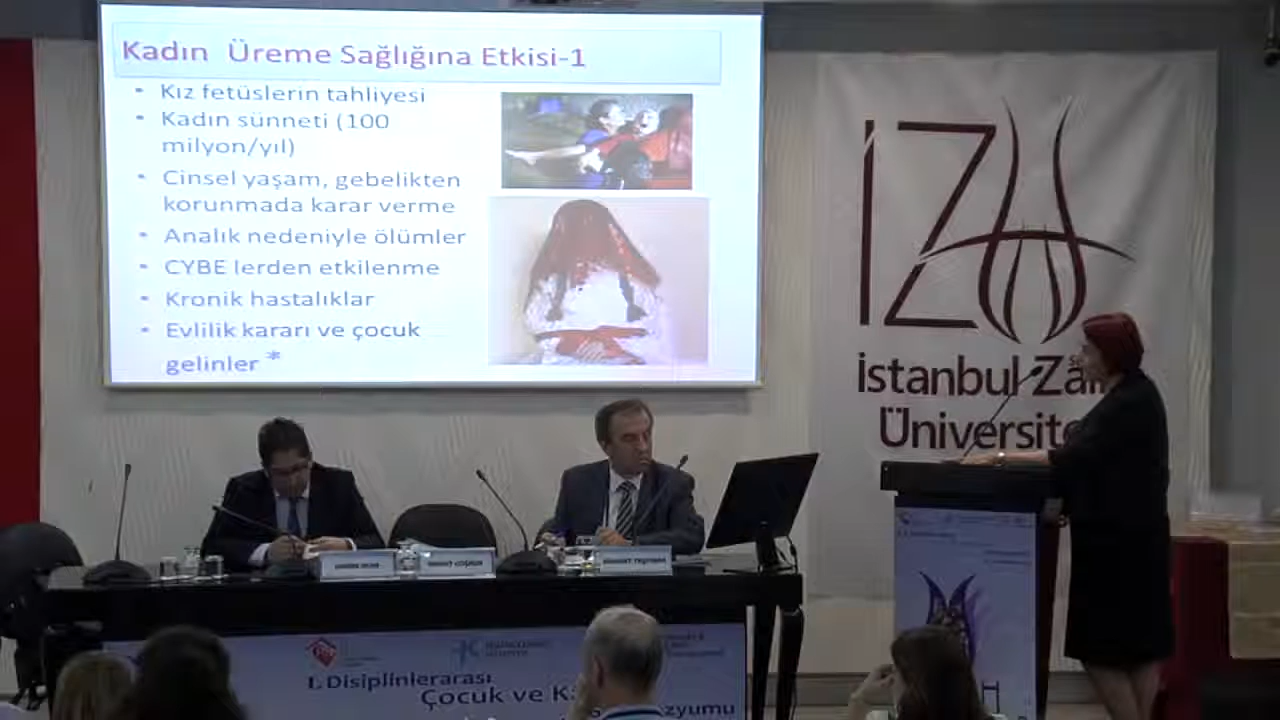 Kadın Üreme Sağlığına Etkisi-1
• Kız fetüslerin tahliyesi
• Kadın sünneti (100
milyon/yıl)
• Cinsel yaşam, gebelikten
korunmada karar verme
• Analık nedeniyle ölümler
• CYBE lerden etkilenme
• Kronik hastalıklar
• Evlilik kararı ve çocuk
gelinler *
İZÜ
İstanbul Za
Üniversite
I. Disiplinlerarası
Çocuk ve K